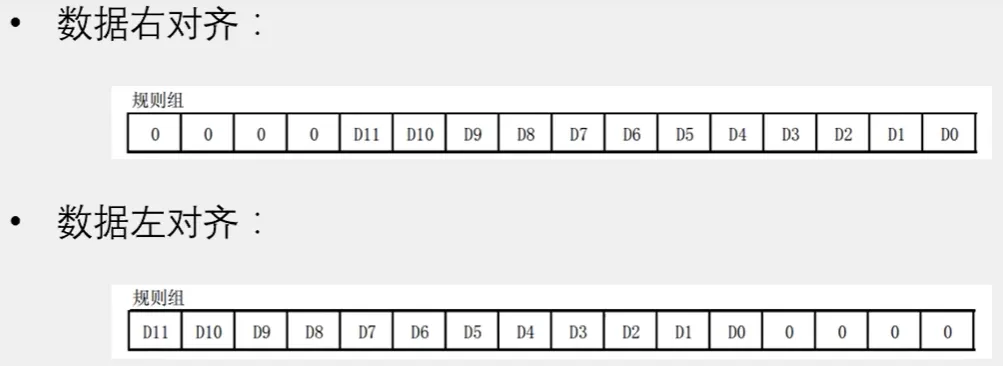 • 数据右对齐：
规则组
0 0 0 0 D11 D10 D9 D8 D7 D6 D5 D4 D3 D2 D1 D0
• 数据左对齐：
规则组
D11 D10 D9 D8 D7 D6 D5 D4 D3 D2 D1 D0 0 0 0 0